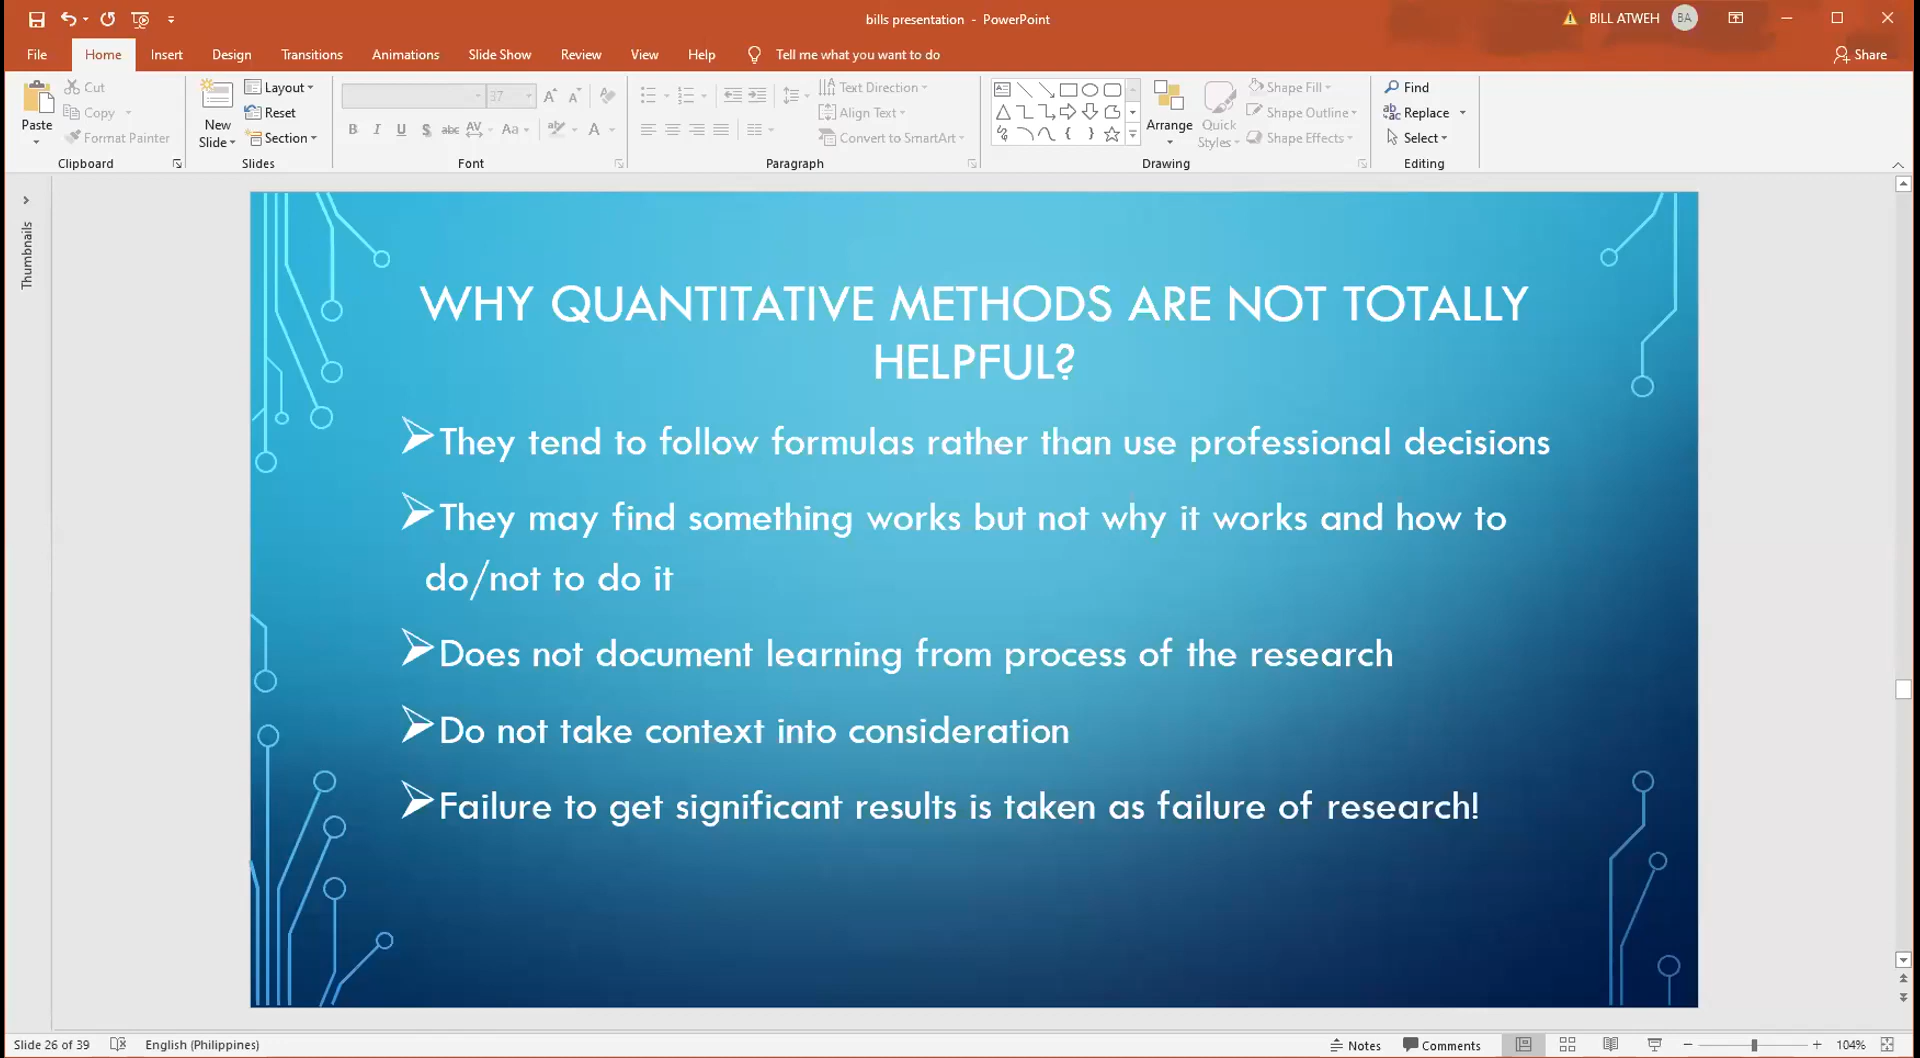 bills presentation - PowerPoint
BILL ATWEH
BA
File
Home
Insert
Design
Transitions
Animations
Slide Show
Review
View
Help
Tell me what you want to do
Share
Paste
Cut
Copy
Format Painter
Clipboard
New
Slide
Layout
Reset
Section
Slides
37
Font
Text Direction
Align Text
Convert to SmartArt
Paragraph
Arrange
Quick
Styles
Shape Fill
Shape Outline
Shape Effects
Drawing
Find
Replace
Select
Editing
Thumbnails
WHY QUANTITATIVE METHODS ARE NOT TOTALLY
HELPFUL?
They tend to follow formulas rather than use professional decisions
They may find something works but not why it works and how to
do/not to do it
Does not document learning from process of the research
Do not take context into consideration
Failure to get significant results is taken as failure of research!
Slide 26 of 39
English (Philippines)
Notes
Comments
104%